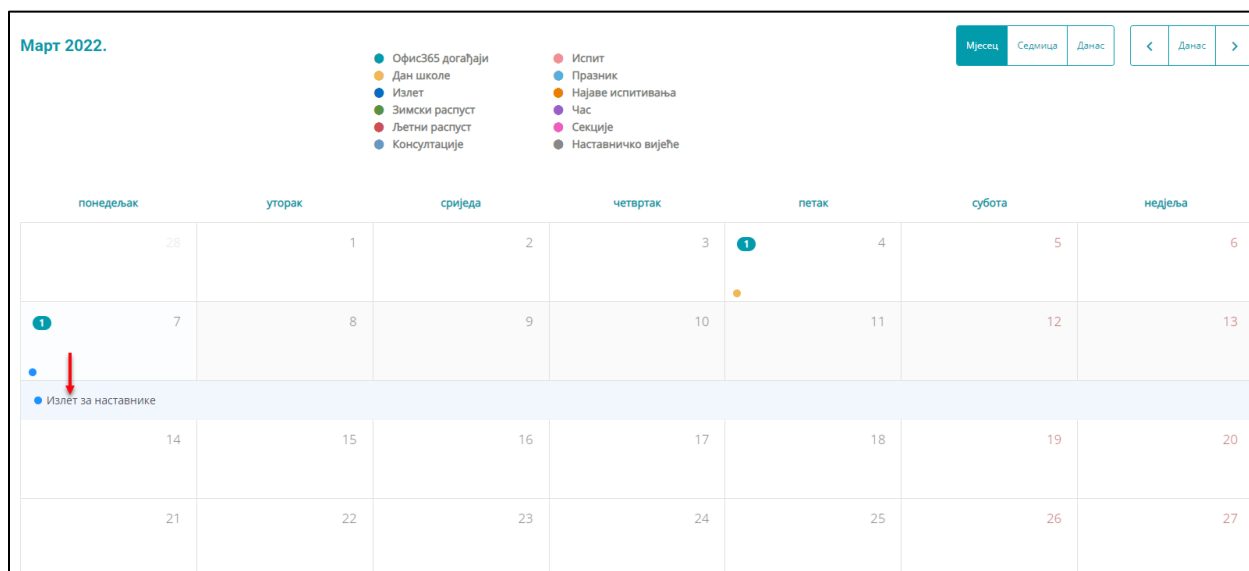 Март 2022.
Мјесец Седмица Данас < Данас >
Офис365 догађаји
Дан школе
Излет
Зимски распуст
Љетни распуст
Консултације
Испит
Празник
Најаве испитивања
Час
Секције
Наставничко вијеће
понедељак уторак сриједа четвртак петак субота недјеља
28 1 2 3 1 4 5 6
1 7 8 9 10 11 12 13
Излет за наставнике
14 15 16 17 18 19 20
21 22 23 24 25 26 27